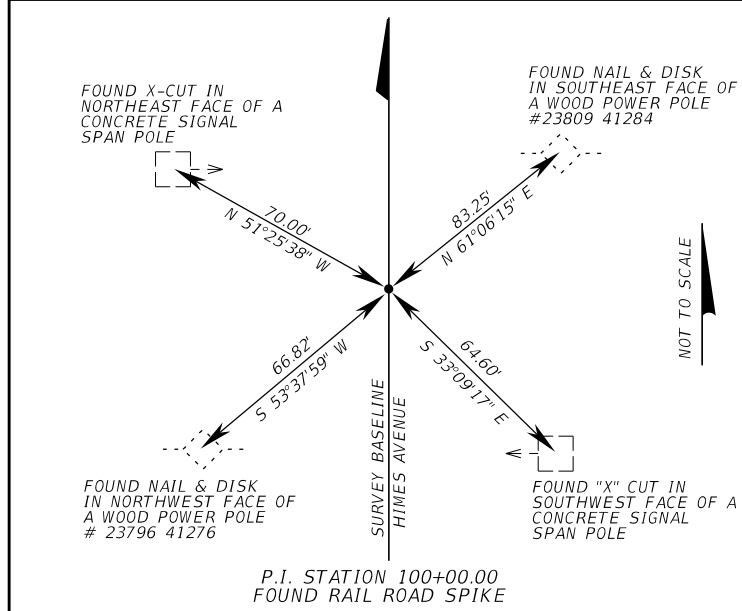 FOUND X-CUT IN
NORTHEAST FACE OF A
CONCRETE SIGNAL
SPAN POLE
FOUND NAIL & DISK
IN SOUTHEAST FACE OF
A WOOD POWER POLE
#23809 41284
70.00'
N 51°25'38" W
83.25'
N 61°06'15" E
NOT TO SCALE
66.82'
S 53°37'59" W
64.60'
S 33°09'17" E
SURVEY BASELINE
HIMES AVENUE
FOUND NAIL & DISK
IN NORTHWEST FACE OF
A WOOD POWER POLE
# 23796 41276
FOUND "X" CUT IN
SOUTHWEST FACE OF A
CONCRETE SIGNAL
SPAN POLE
P.I. STATION 100+00.00
FOUND RAIL ROAD SPIKE